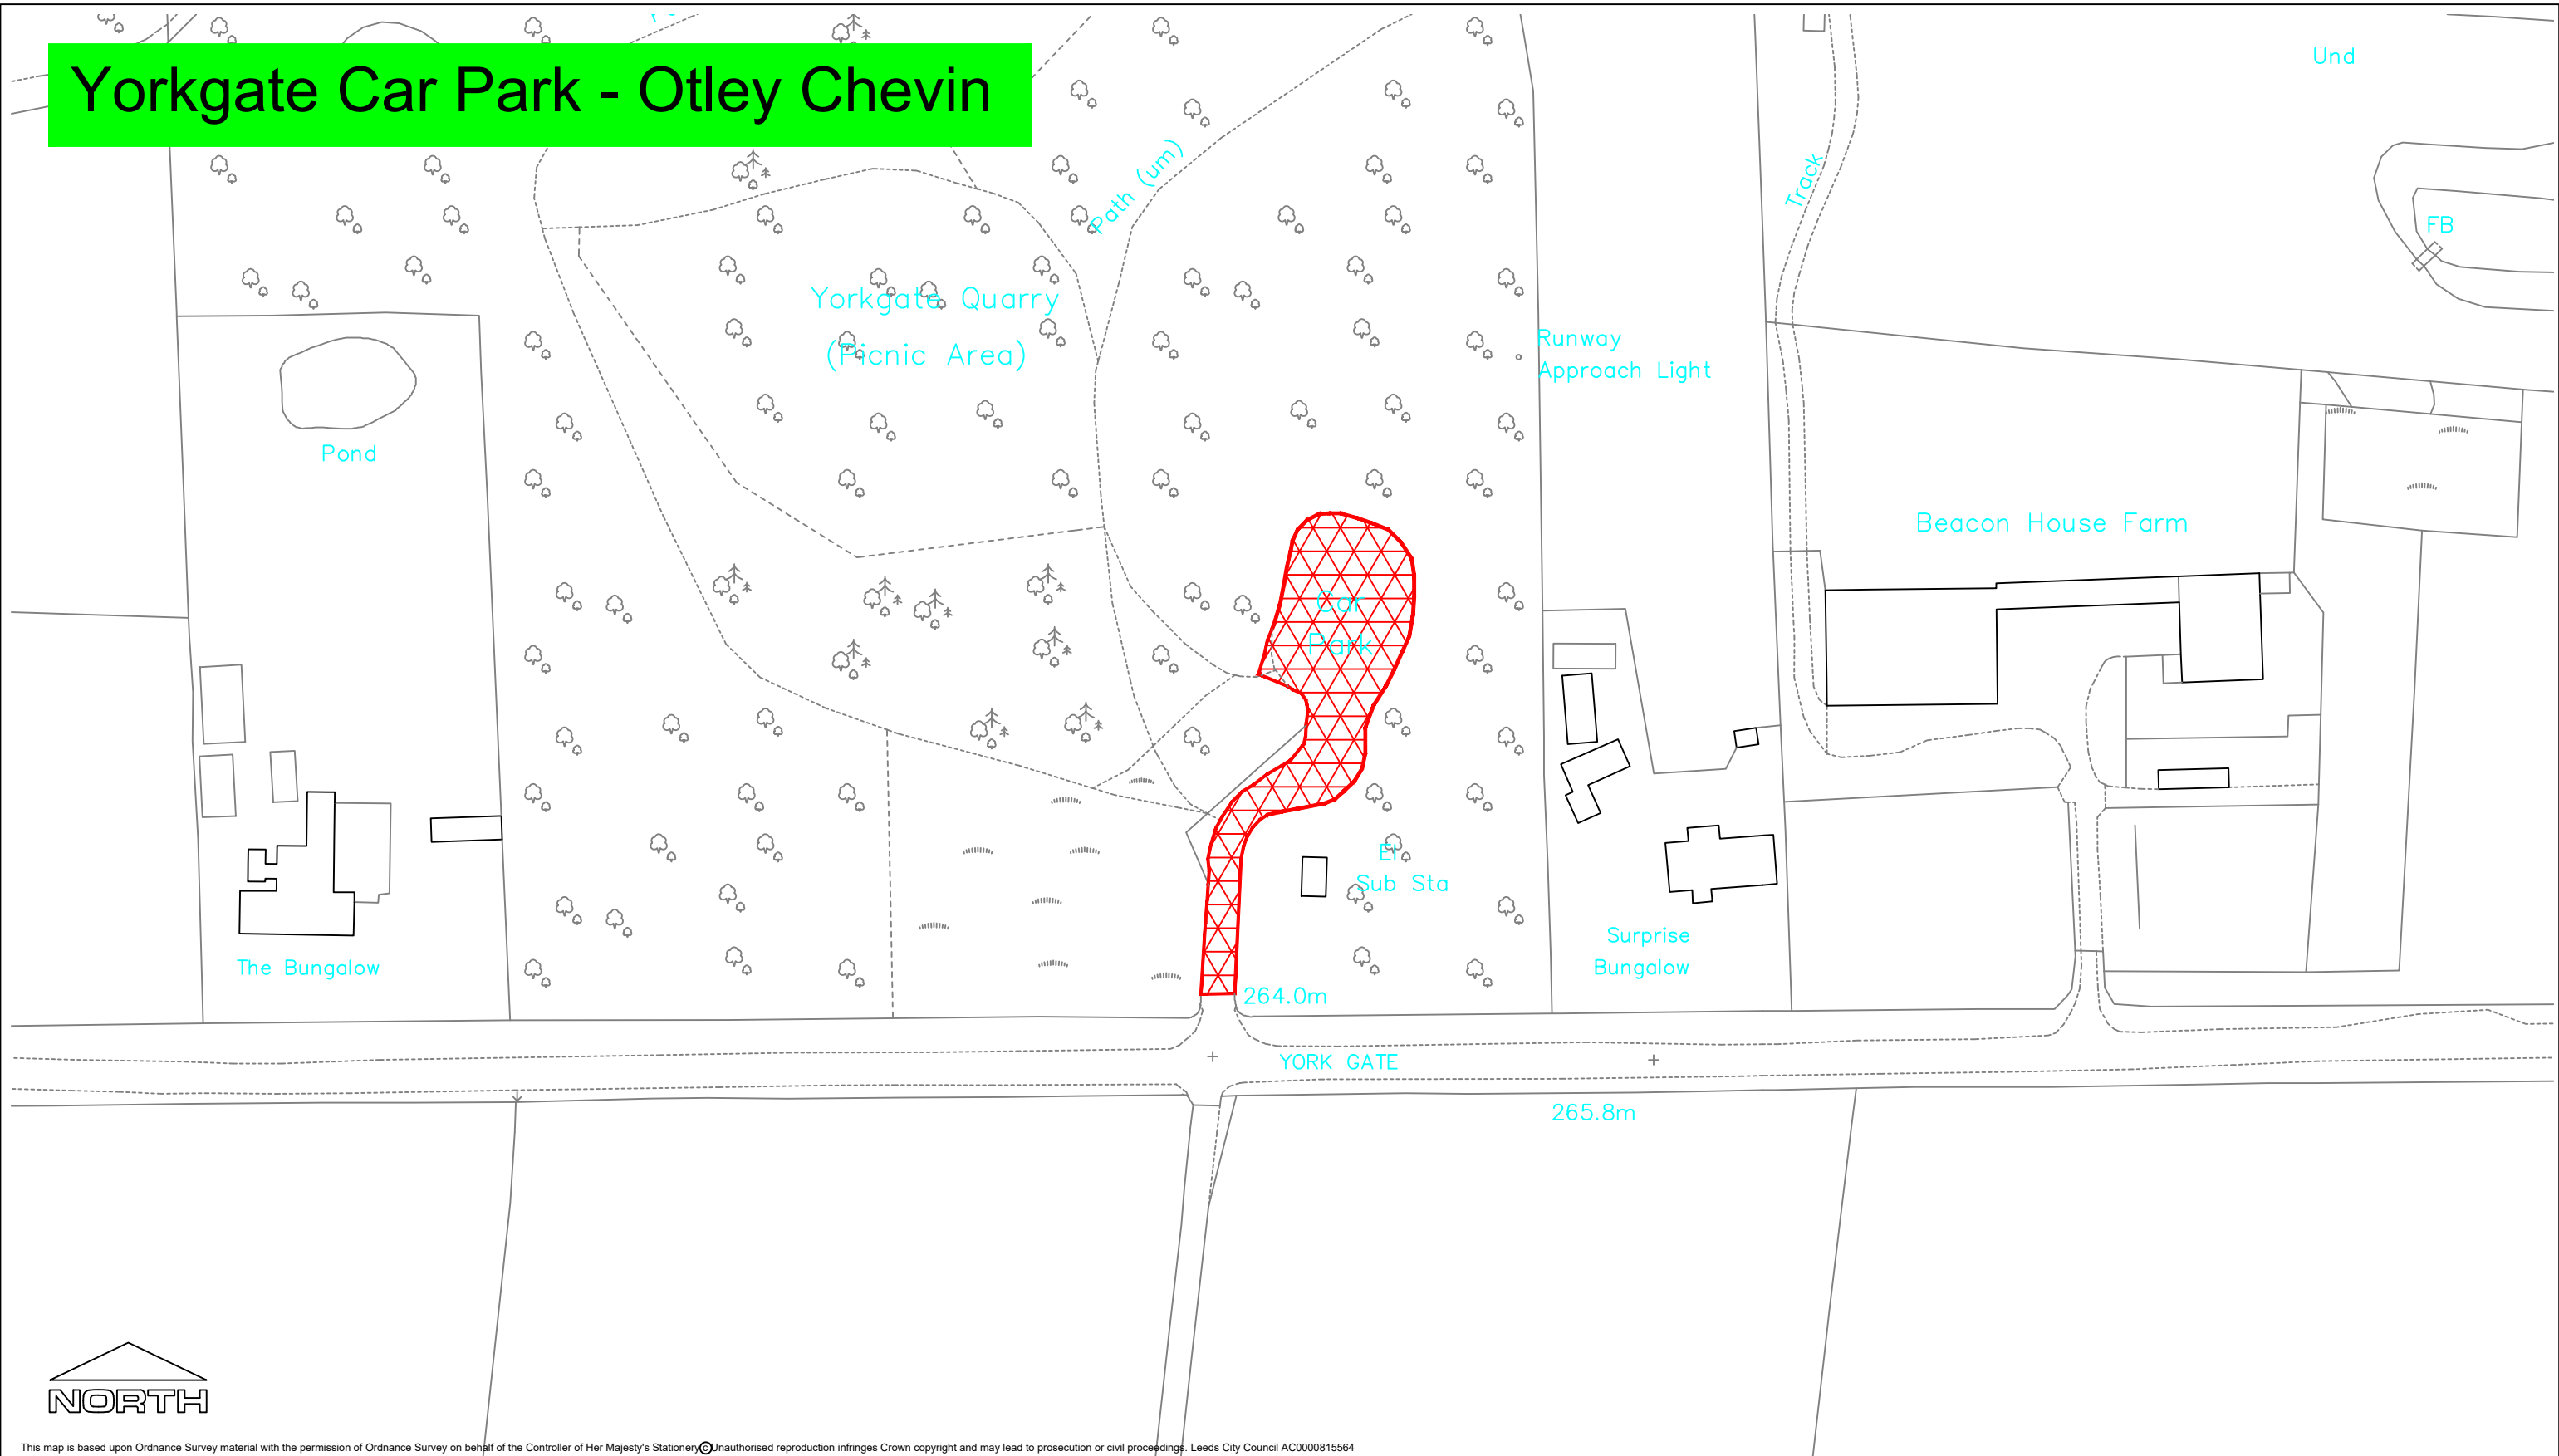 Yorkgate Car Park - Otley Chevin
Und
Path (um)
Track
FB
Yorkgate Quarry
(Picnic Area)
Runway
Approach Light
Pond
Beacon House Farm
Car
Park
El
Sub Sta
Surprise
Bungalow
The Bungalow
264.0m
YORK GATE
265.8m
NORTH
This map is based upon Ordnance Survey material with the permission of Ordnance Survey on behalf of the Controller of Her Majesty's Stationery © Unauthorised reproduction infringes Crown copyright and may lead to prosecution or civil proceedings. Leeds City Council AC0000815564